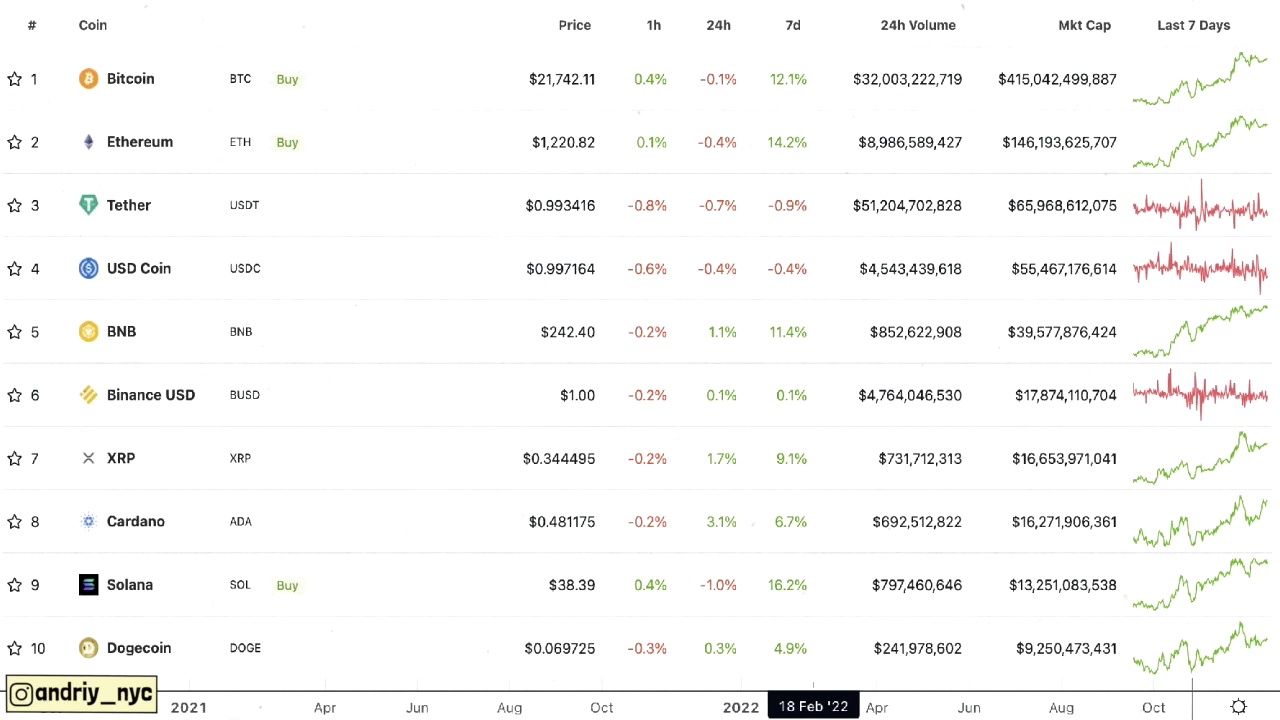 # Coin Price 1h 24h 7d 24h Volume Mkt Cap Last 7 Days
1 Bitcoin BTC Buy $21,742.11 0.4% -0.1% 12.1% $32,003,222,719 $415,042,499,887
2 Ethereum ETH Buy $1,220.82 0.1% -0.4% 14.2% $8,986,589,427 $146,193,625,707
3 Tether USDT $0.993416 -0.8% -0.7% -0.9% $51,204,702,828 $65,968,612,075
4 USD Coin USDC $0.997164 -0.6% -0.4% -0.4% $4,543,439,618 $55,467,176,614
5 BNB BNB $242.40 -0.2% 1.1% 11.4% $852,622,908 $39,577,876,424
6 Binance USD BUSD $1.00 -0.2% 0.1% 0.1% $4,764,046,530 $17,874,110,704
7 XRP XRP $0.344495 -0.2% 1.7% 9.1% $731,712,313 $16,653,971,041
8 Cardano ADA $0.481175 -0.2% 3.1% 6.7% $692,512,822 $16,271,906,361
9 Solana SOL Buy $38.39 0.4% -1.0% 16.2% $797,460,646 $13,251,083,538
10 Dogecoin DOGE $0.069725 -0.3% 0.3% 4.9% $241,978,602 $9,250,473,431
@andriy_nyc
2021 Apr Jun Aug Oct 2022 18 Feb '22 Apr Jun Aug Oct